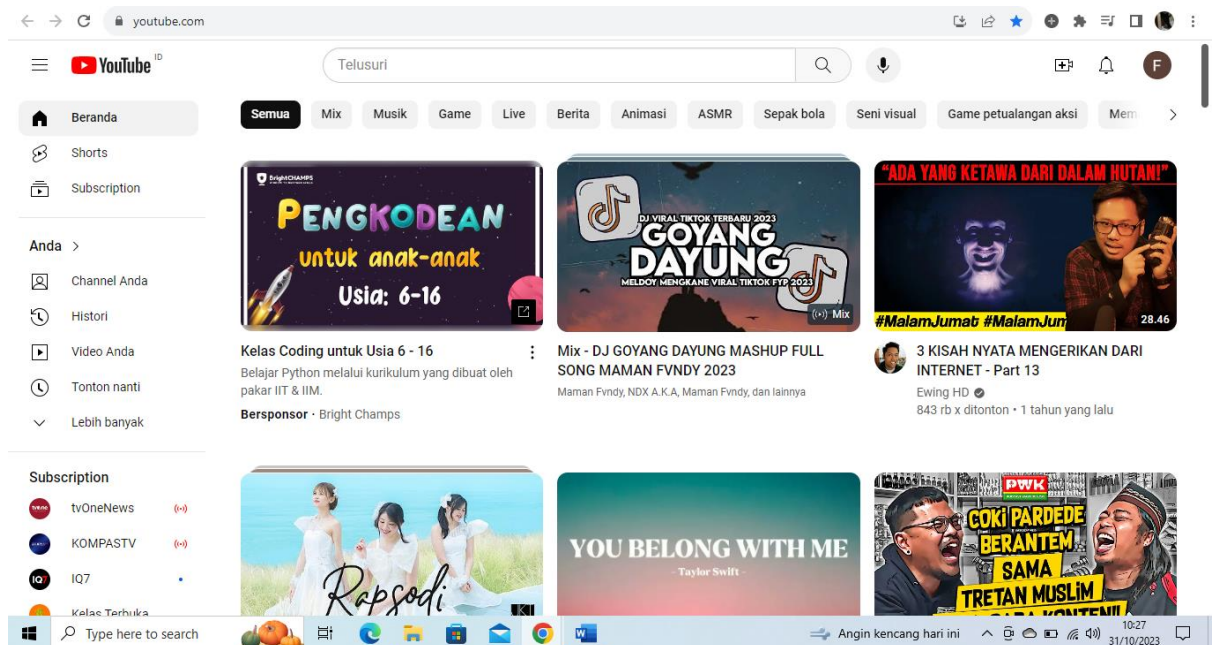 youtube.com
YouTube ID
Telusuri
F
Beranda
Shorts
Subscription
Anda >
Channel Anda
Histori
Video Anda
Tonton nanti
Lebih banyak
Subscription
tvOneNews
KOMPASTV
IQ7
Kelas Terbuka
Semua Mix Musik Game Live Berita Animasi ASMR Sepak bola Seni visual Game petualangan aksi Mem
BRIGHTCHAMPS
PENGKODEAN
untuk anak-anak
Usia: 6-16
Kelas Coding untuk Usia 6 - 16
Belajar Python melalui kurikulum yang dibuat oleh
pakar IIT & IIM.
Bersponsor · Bright Champs
DJ VIRAL TIKTOK TERBARU 2023
GOYANG
DAYUNG
MELDOY MENGKANE VIRAL TIKTOK FYP 2023
Mix
Mix - DJ GOYANG DAYUNG MASHUP FULL
SONG MAMAN FVNDY 2023
Maman Fvndy, NDX A.K.A, Maman Fvndy, dan lainnya
"ADA YANG KETAWA DARI DALAM HUTAN!"
#MalamJumat #MalamJum
28.46
3 KISAH NYATA MENGERIKAN DARI
INTERNET - Part 13
Ewing HD
843 rb x ditonton • 1 tahun yang lalu
Rapsodi
YOU BELONG WITH ME
- Taylor Swift -
PWK
COKI PARDEDE
BERANTEM
SAMA
TRETAN MUSLIM
KONTEN!!
Type here to search
Angin kencang hari ini
10:27
31/10/2023